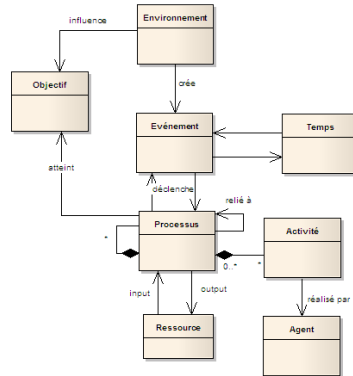 Environnement
influence
Objectif
crée
Evénement
Temps
atteint
déclenche
relié à
Processus
Activité
*
0..*
*
input
output
réalisé par
Ressource
Agent